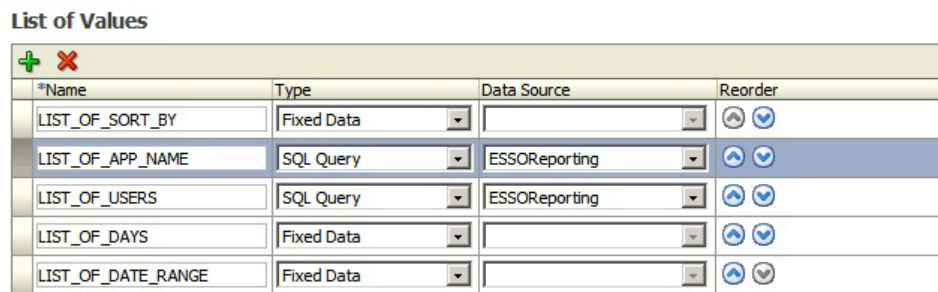 List of Values
*Name Type Data Source Reorder
LIST_OF_SORT_BY Fixed Data
LIST_OF_APP_NAME SQL Query ESSOReporting
LIST_OF_USERS SQL Query ESSOReporting
LIST_OF_DAYS Fixed Data
LIST_OF_DATE_RANGE Fixed Data